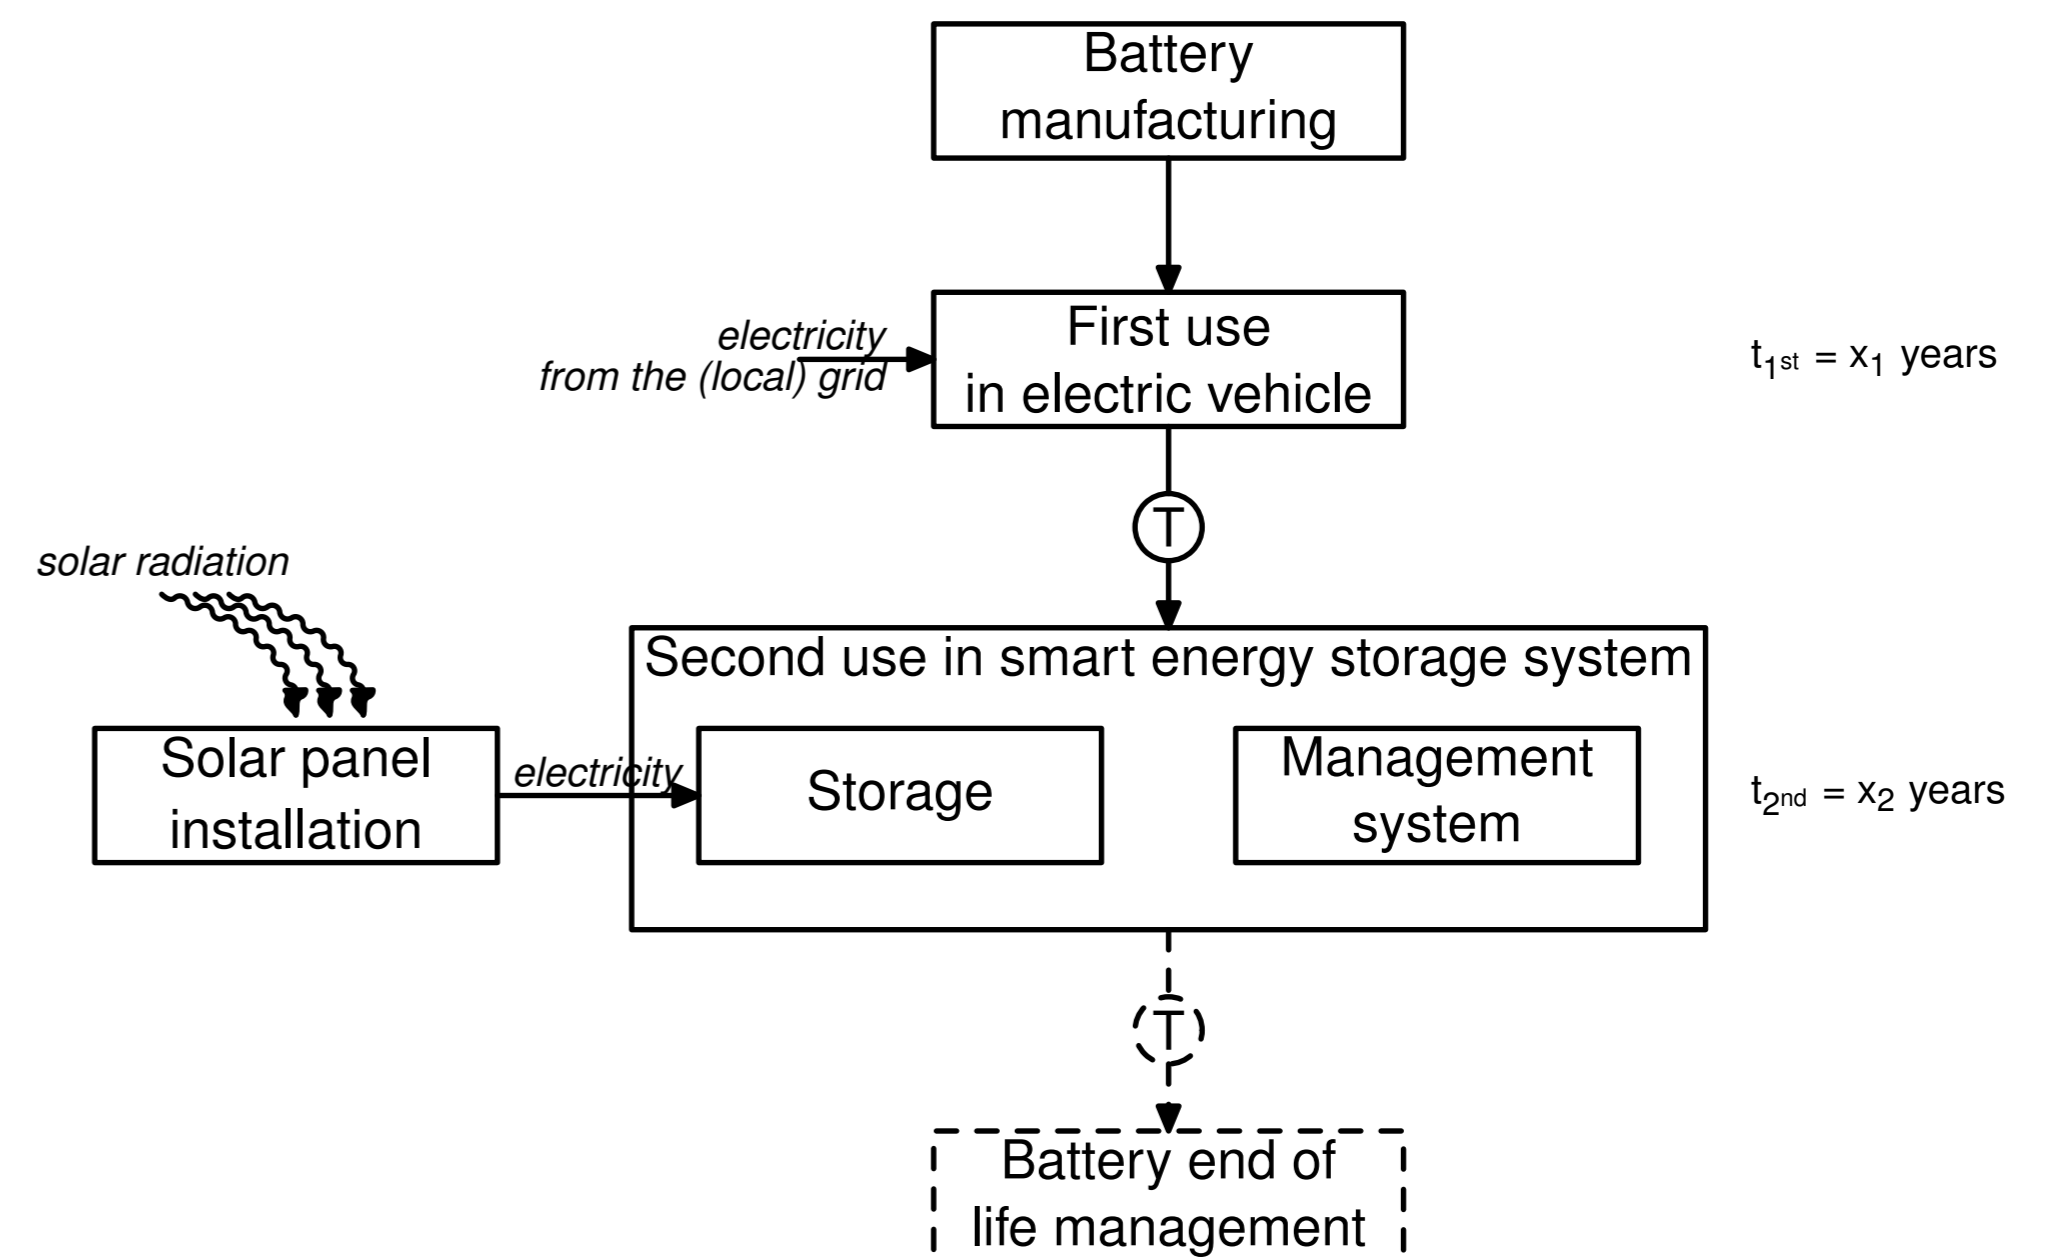 Battery
manufacturing
electricity
from the (local) grid
First use
in electric vehicle
t1st = x1 years
T
solar radiation
Second use in smart energy storage system
Solar panel
installation
electricity
Storage
Management
system
t2nd = x2 years
T
Battery end of
life management